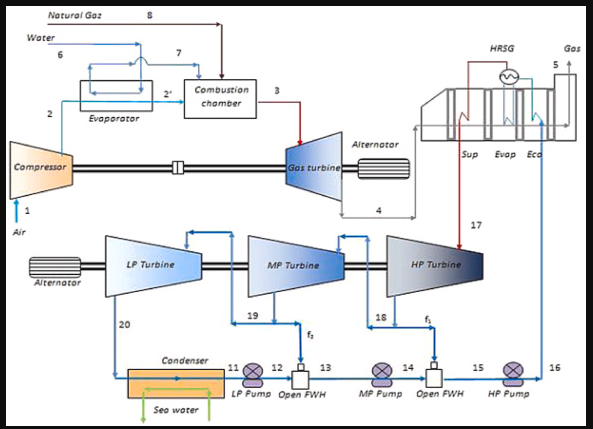 Natural Gaz
8
Water
6
7
HRSG
Gas
5
2'
Combustion
chamber
3
2
Evaporator
Alternator
Compressor
Gas turbine
Sup
Evap
Eco
4
1
Air
17
LP Turbine
MP Turbine
HP Turbine
Alternator
20
19
18
f₂
f₁
Condenser
11
12
13
14
15
16
LP Pump
Open FWH
MP Pump
Open FWH
HP Pump
Sea water